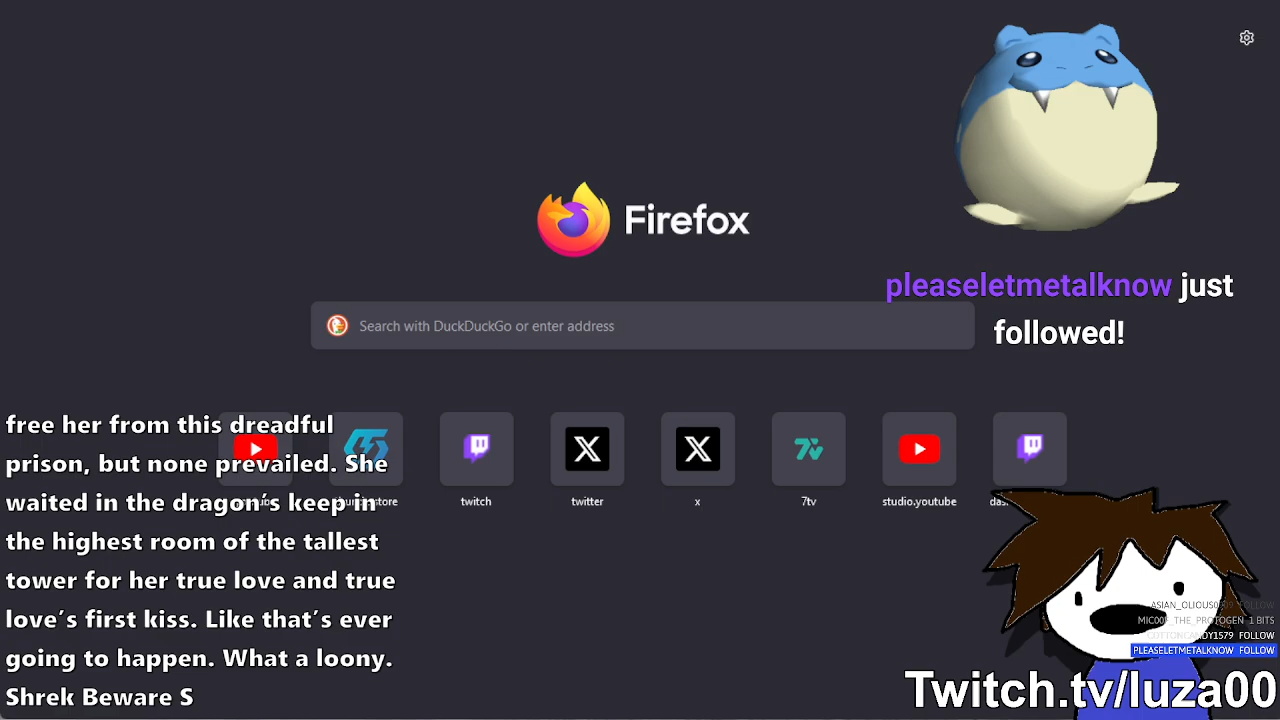 Firefox
pleaseletmetalknow just
followed!
Search with DuckDuckGo or enter address
free her from this dreadful
prison, but none prevailed. She
waited in the dragon’s keep in
the highest room of the tallest
tower for her true love and true
love’s first kiss. Like that’s ever
going to happen. What a loony.
Shrek Beware S
twitch
twitter
x
7tv
studio.youtube
MIC00F_THE_PROTOGEN 1 BITS
COTTONCANDY1579 FOLLOW
PLEASELETMETALKNOW FOLLOW
Twitch.tv/luza00